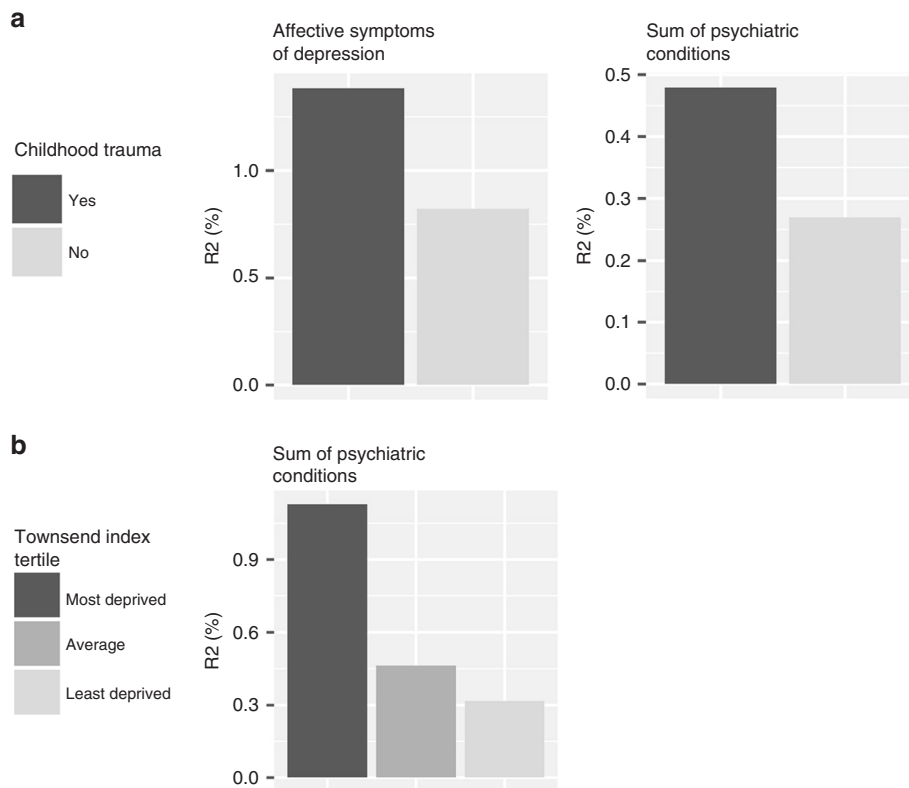 a
Affective symptoms
of depression
Sum of psychiatric
conditions
Childhood trauma
Yes
No
R2 (%)
1.0
0.5
0.0
R2 (%)
0.5
0.4
0.3
0.2
0.1
0.0
b
Sum of psychiatric
conditions
Townsend index
tertile
Most deprived
Average
Least deprived
R2 (%)
0.9
0.6
0.3
0.0